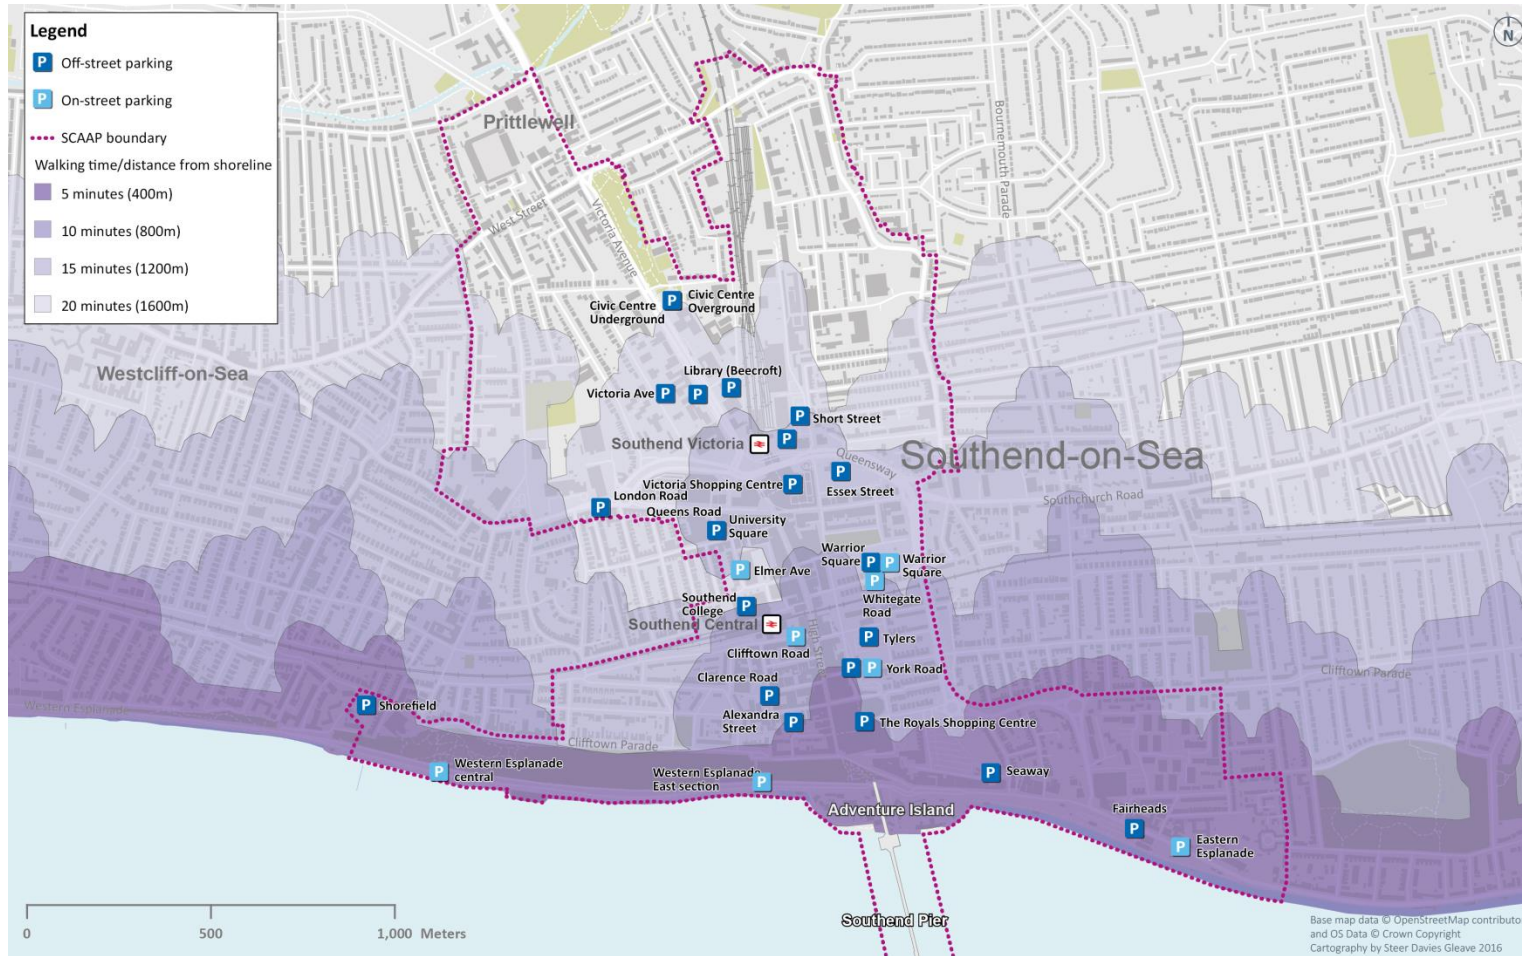 Legend
P Off-street parking
P On-street parking
SCAAP boundary
Walking time/distance from shoreline
5 minutes (400m)
10 minutes (800m)
15 minutes (1200m)
20 minutes (1600m)
N
Prittlewell
Bournemouth Parade
West Street
Victoria Avenue
Civic Centre
Underground
P
Civic Centre
Overground
Westcliff-on-Sea
Library (Beecroft)
Victoria Ave
P
P
P
P
Short Street
Southend Victoria
P
Queensway
Southend-on-Sea
Victoria Shopping Centre
P
P
Essex Street
Southchurch Road
London Road
P
Queens Road
University
Square
P
Warrior
Square
P
P
Warrior
Square
P
Elmer Ave
P
Whitegate
Road
Southend
College
P
Southend Central
P
Clifftown Road
High Street
P
Tylers
P
P
York Road
Clifftown Parade
Clarence Road
P
Alexandra
Street
P
P
The Royals Shopping Centre
Western Esplanade
P
Shorefield
Clifftown Parade
P
Western Esplanade
central
Western Esplanade
East section
P
P
Seaway
Adventure Island
Fairheads
P
P
Eastern
Esplanade
Southend Pier
0 500 1,000 Meters
Base map data © OpenStreetMap contributo
and OS Data © Crown Copyright
Cartography by Steer Davies Gleave 2016